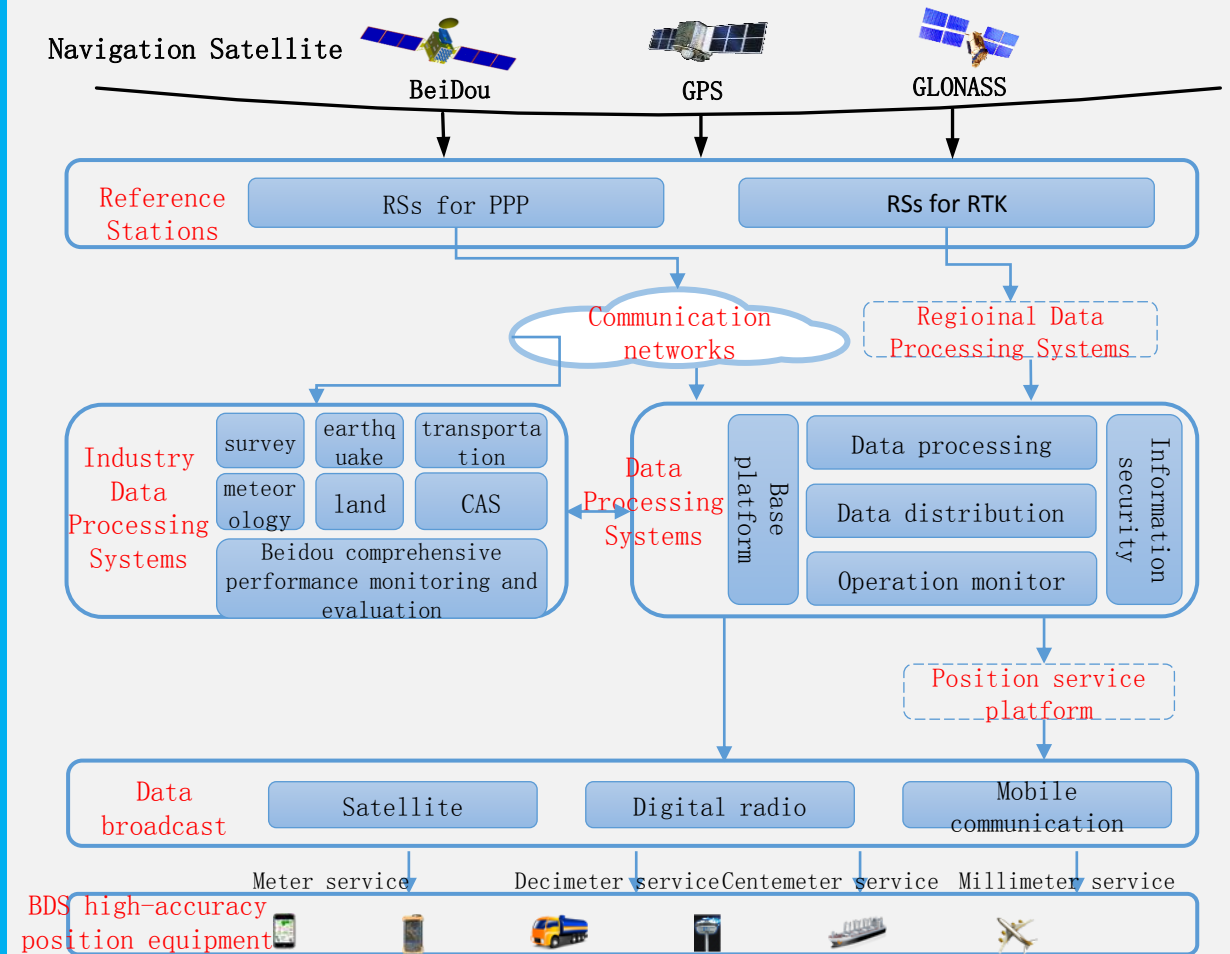 Navigation Satellite
BeiDou
GPS
GLONASS
Reference
Stations
RSs for PPP
RSs for RTK
Communication
networks
Regioinal Data
Processing Systems
Industry
Data
Processing
Systems
survey
earthq
uake
transporta
tion
meteor
ology
land
CAS
Beidou comprehensive
performance monitoring and
evaluation
Data
Processing
Systems
Base
platform
Data processing
Data distribution
Operation monitor
Information
security
Position service
platform
Data
broadcast
Satellite
Digital radio
Mobile
communication
Meter service
Decimeter service
Centemeter service
Millimeter service
BDS high-accuracy
position equipment